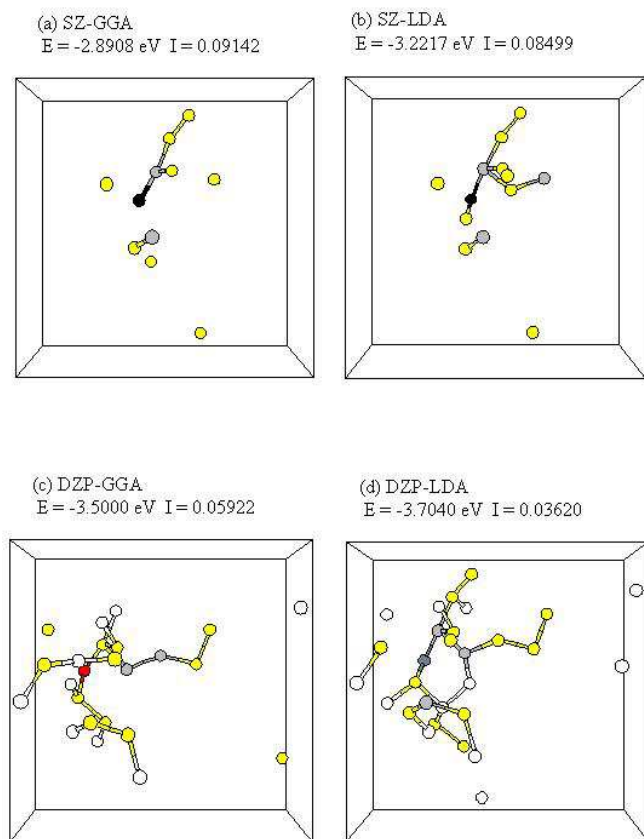 (a) SZ-GGA
E = -2.8908 eV I = 0.09142
(b) SZ-LDA
E = -3.2217 eV I = 0.08499
(c) DZP-GGA
E = -3.5000 eV I = 0.05922
(d) DZP-LDA
E = -3.7040 eV I = 0.03620